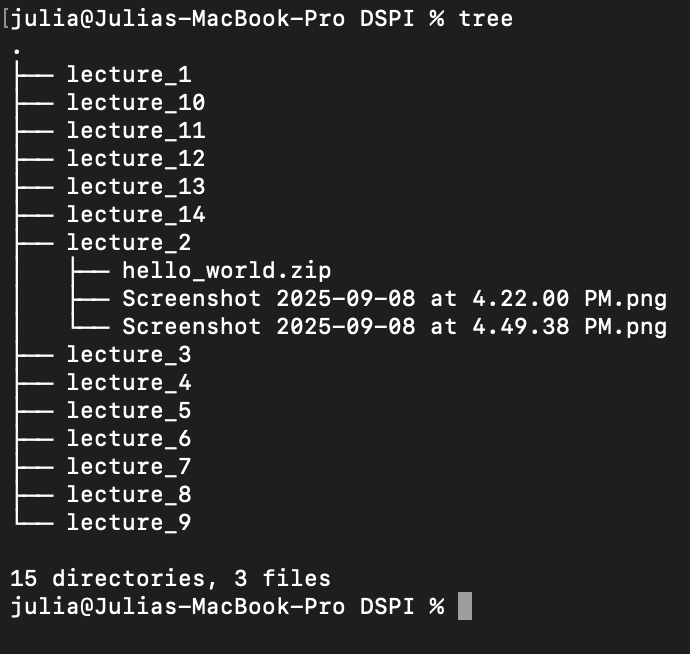 [julia@Julias-MacBook-Pro DSPI % tree
.
├── lecture_1
├── lecture_10
├── lecture_11
├── lecture_12
├── lecture_13
├── lecture_14
├── lecture_2
│   ├── hello_world.zip
│   ├── Screenshot 2025-09-08 at 4.22.00 PM.png
│   └── Screenshot 2025-09-08 at 4.49.38 PM.png
├── lecture_3
├── lecture_4
├── lecture_5
├── lecture_6
├── lecture_7
├── lecture_8
└── lecture_9

15 directories, 3 files
julia@Julias-MacBook-Pro DSPI %